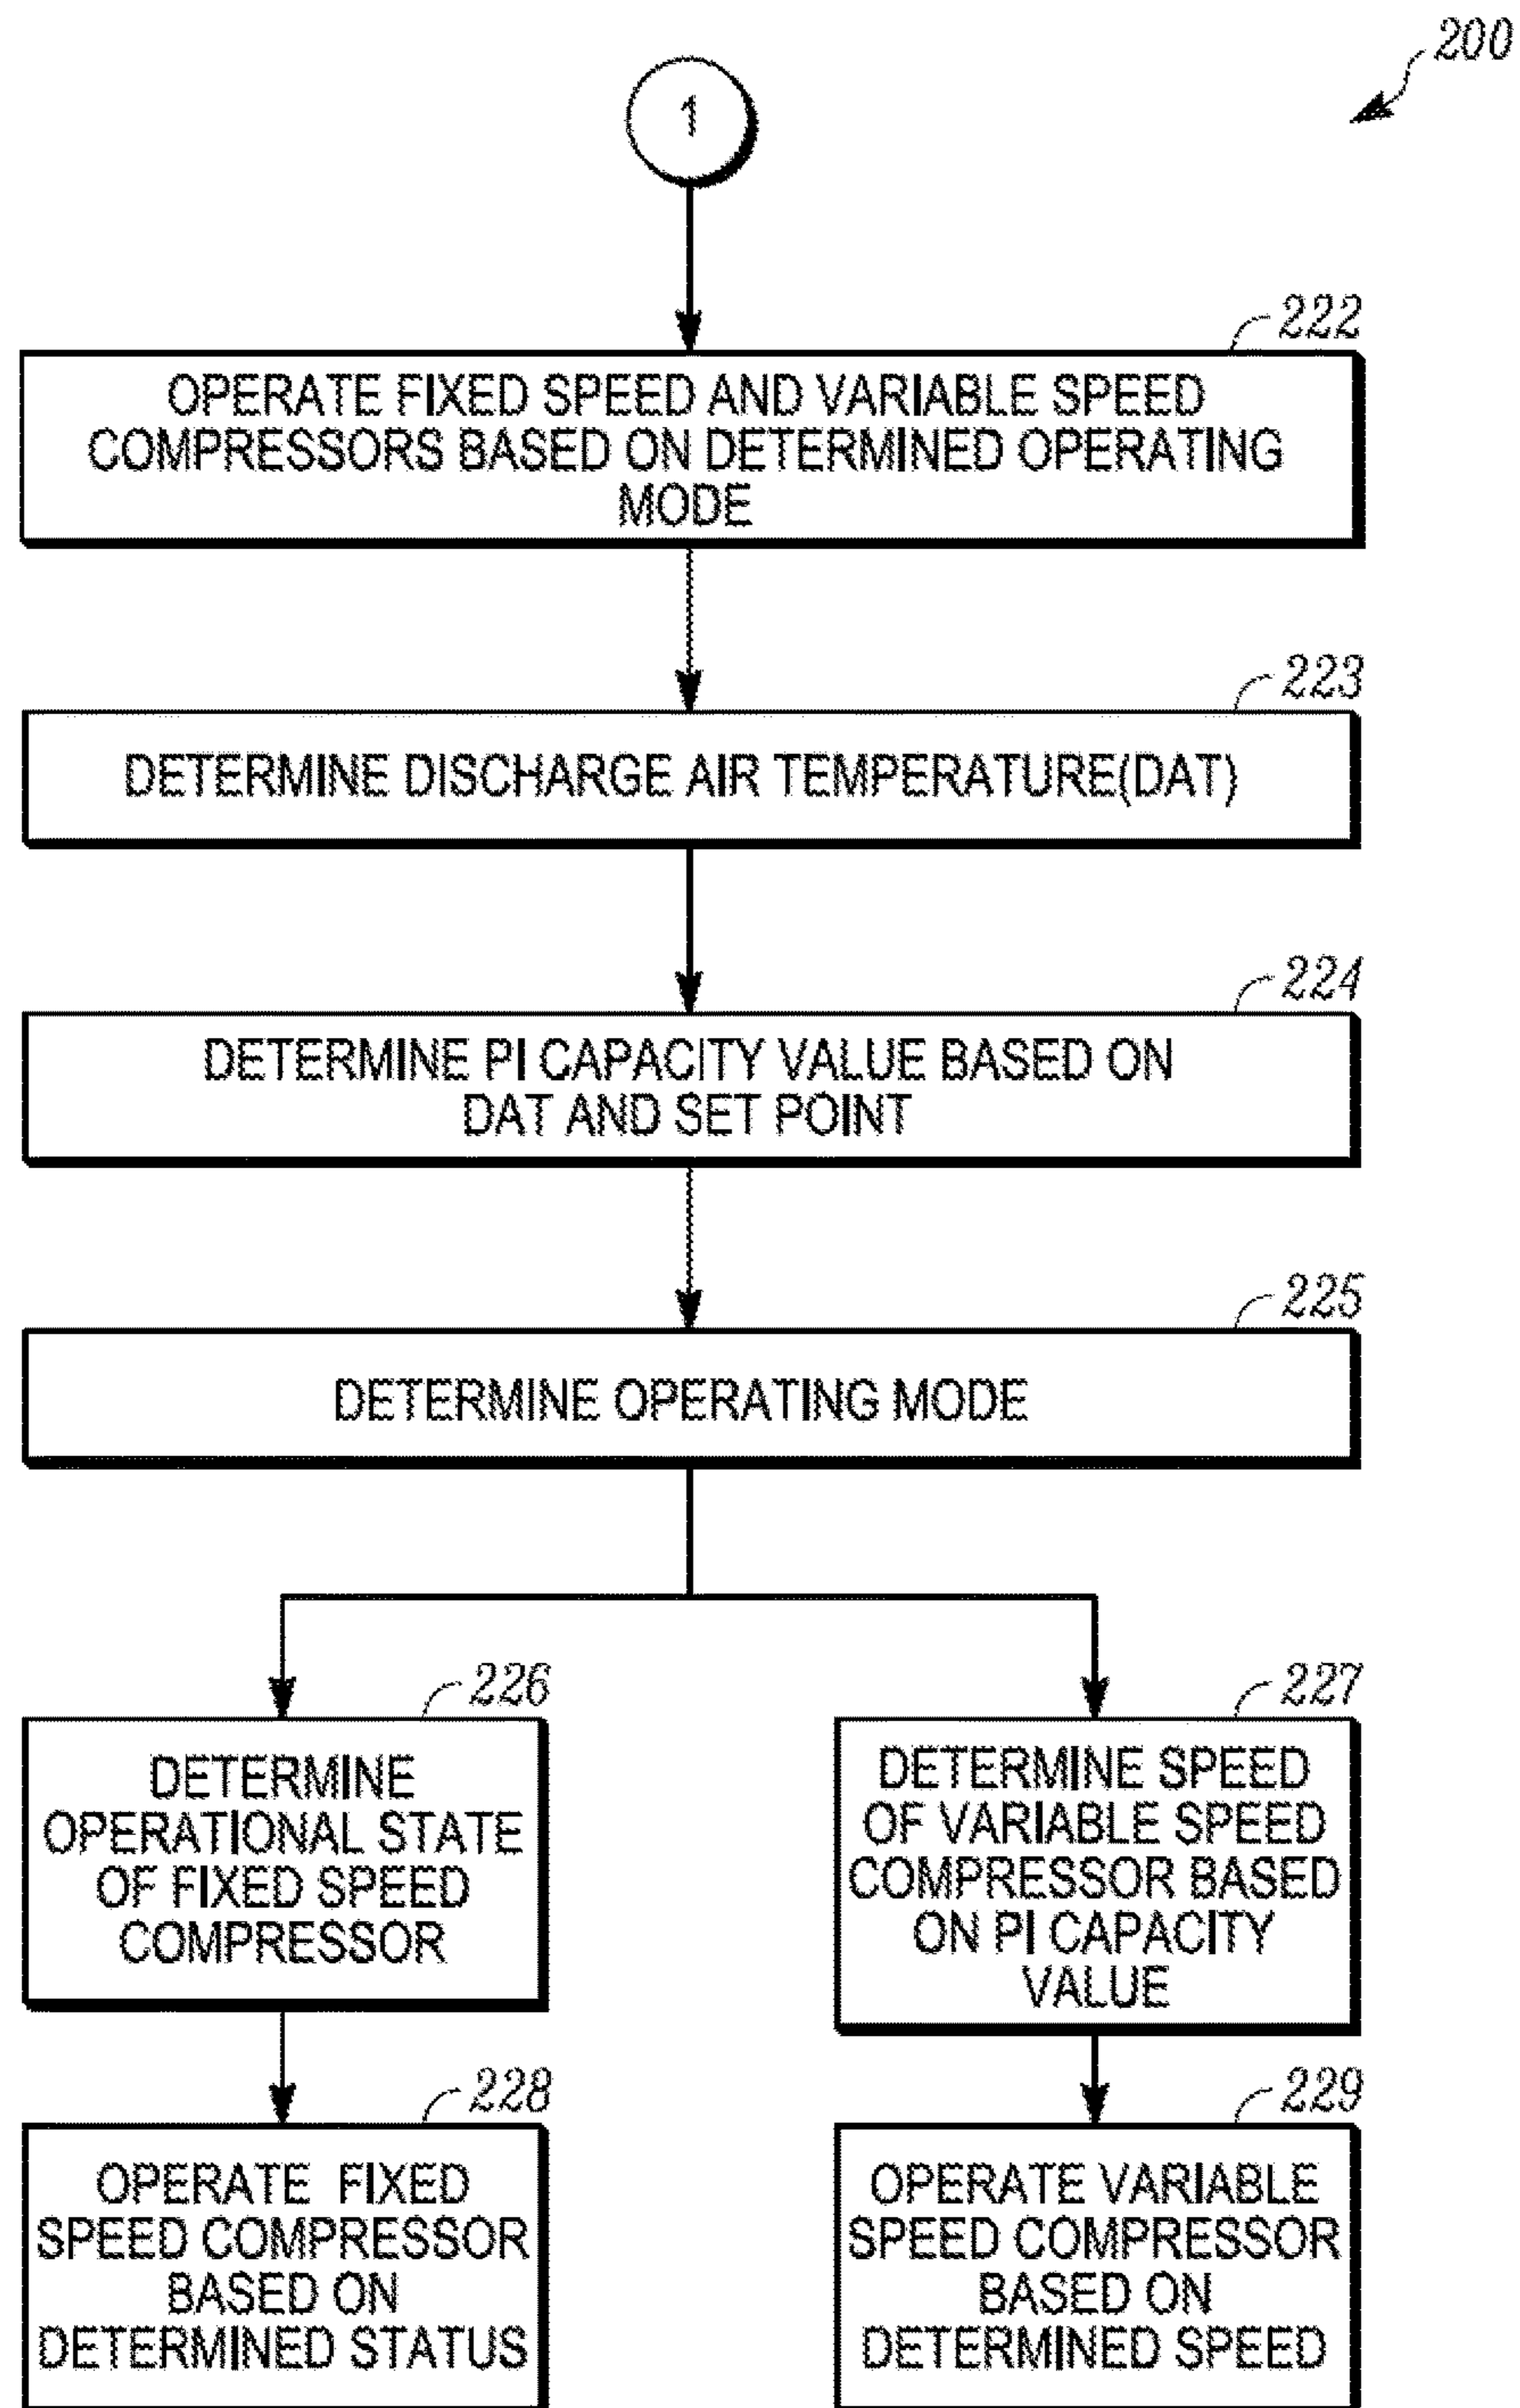 200
1
222
OPERATE FIXED SPEED AND VARIABLE SPEED
COMPRESSORS BASED ON DETERMINED OPERATING
MODE
223
DETERMINE DISCHARGE AIR TEMPERATURE(DAT)
224
DETERMINE PI CAPACITY VALUE BASED ON
DAT AND SET POINT
225
DETERMINE OPERATING MODE
226
DETERMINE
OPERATIONAL STATE
OF FIXED SPEED
COMPRESSOR
227
DETERMINE SPEED
OF VARIABLE SPEED
COMPRESSOR BASED
ON PI CAPACITY
VALUE
228
OPERATE FIXED
SPEED COMPRESSOR
BASED ON
DETERMINED STATUS
229
OPERATE VARIABLE
SPEED COMPRESSOR
BASED ON
DETERMINED SPEED